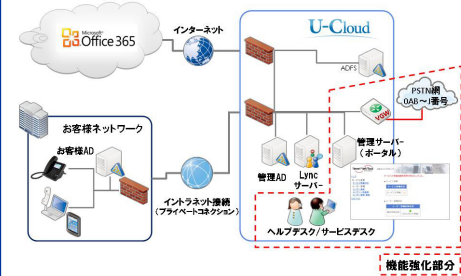 Microsoft
Office 365
インターネット
U-Cloud
ADFS
PSTN網
0AB～J番号
VGW
お客様ネットワーク
お客様AD
イントラネット接続
(プライベートコネクション)
管理AD
Lync
サーバー
管理サーバー
(ポータル)
ヘルプデスク/サービスデスク
機能強化部分